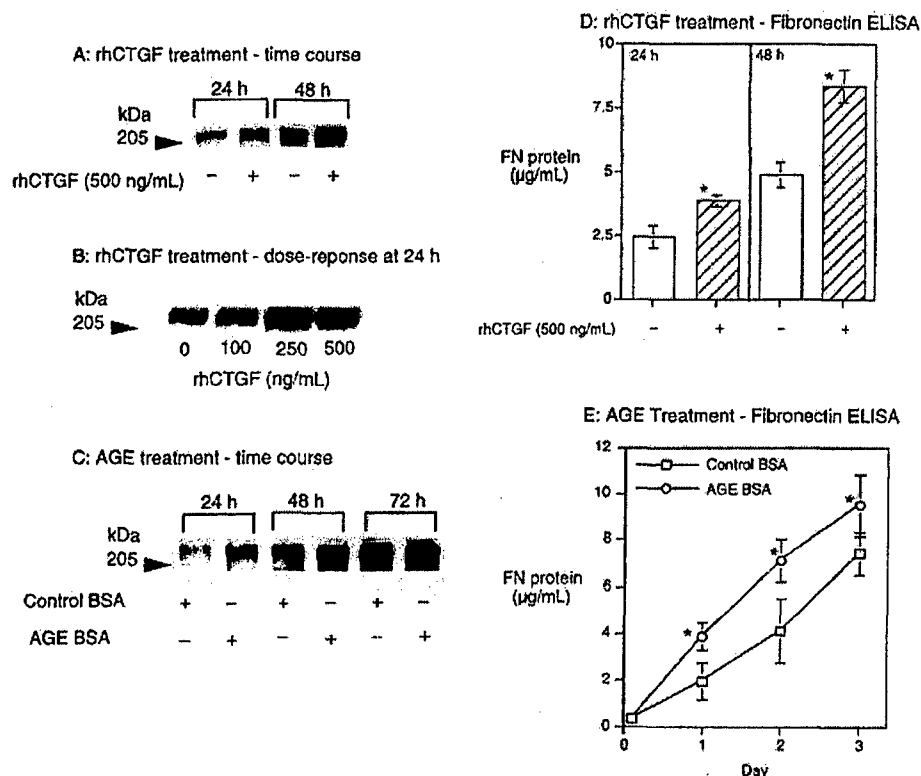 A: rhCTGF treatment - time course
24 h 48 h
kDa
205
rhCTGF (500 ng/mL) – + – +
B: rhCTGF treatment - dose-reponse at 24 h
kDa
205
0 100 250 500
rhCTGF (ng/mL)
C: AGE treatment - time course
24 h 48 h 72 h
kDa
205
Control BSA + – + – + –
AGE BSA – + – + – +
D: rhCTGF treatment - Fibronectin ELISA
10
24 h 48 h
* *
7.5
FN protein
(µg/mL)
5
2.5
0
rhCTGF (500 ng/mL) – + – +
E: AGE Treatment - Fibronectin ELISA
12
Control BSA
AGE BSA
10
8
FN protein
(µg/mL)
6
4
2
0
* * *
0 1 2 3
Day